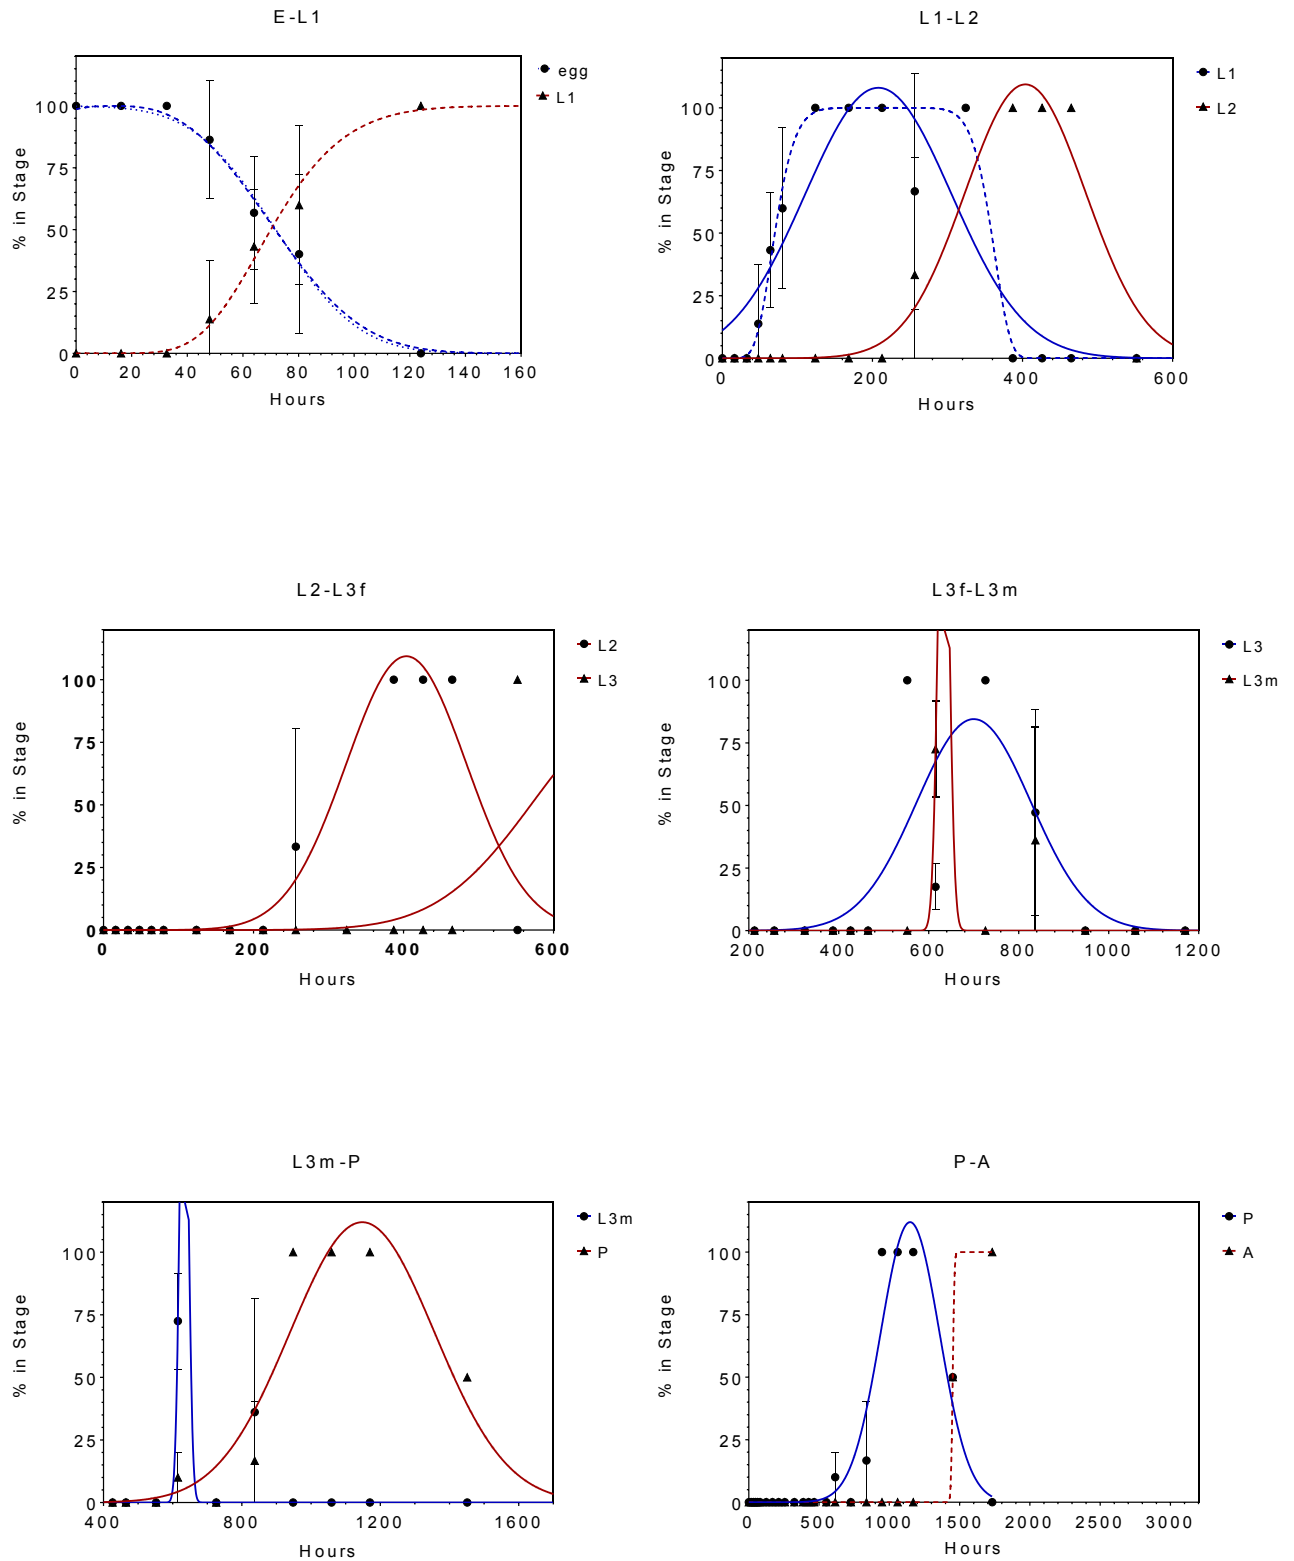 E-L1
egg
L1
100
75
50
25
0
% in Stage
0 20 40 60 80 100 120 140 160
Hours
L1-L2
L1
L2
100
75
50
25
0
% in Stage
0 200 400 600
Hours
L2-L3f
L2
L3
100
75
50
25
0
% in Stage
0 200 400 600
Hours
L3f-L3m
L3
L3m
100
75
50
25
0
% in Stage
200 400 600 800 1000 1200
Hours
L3m-P
L3m
P
100
75
50
25
0
% in Stage
400 800 1200 1600
Hours
P-A
P
A
100
75
50
25
0
% in Stage
0 500 1000 1500 2000 2500 3000
Hours